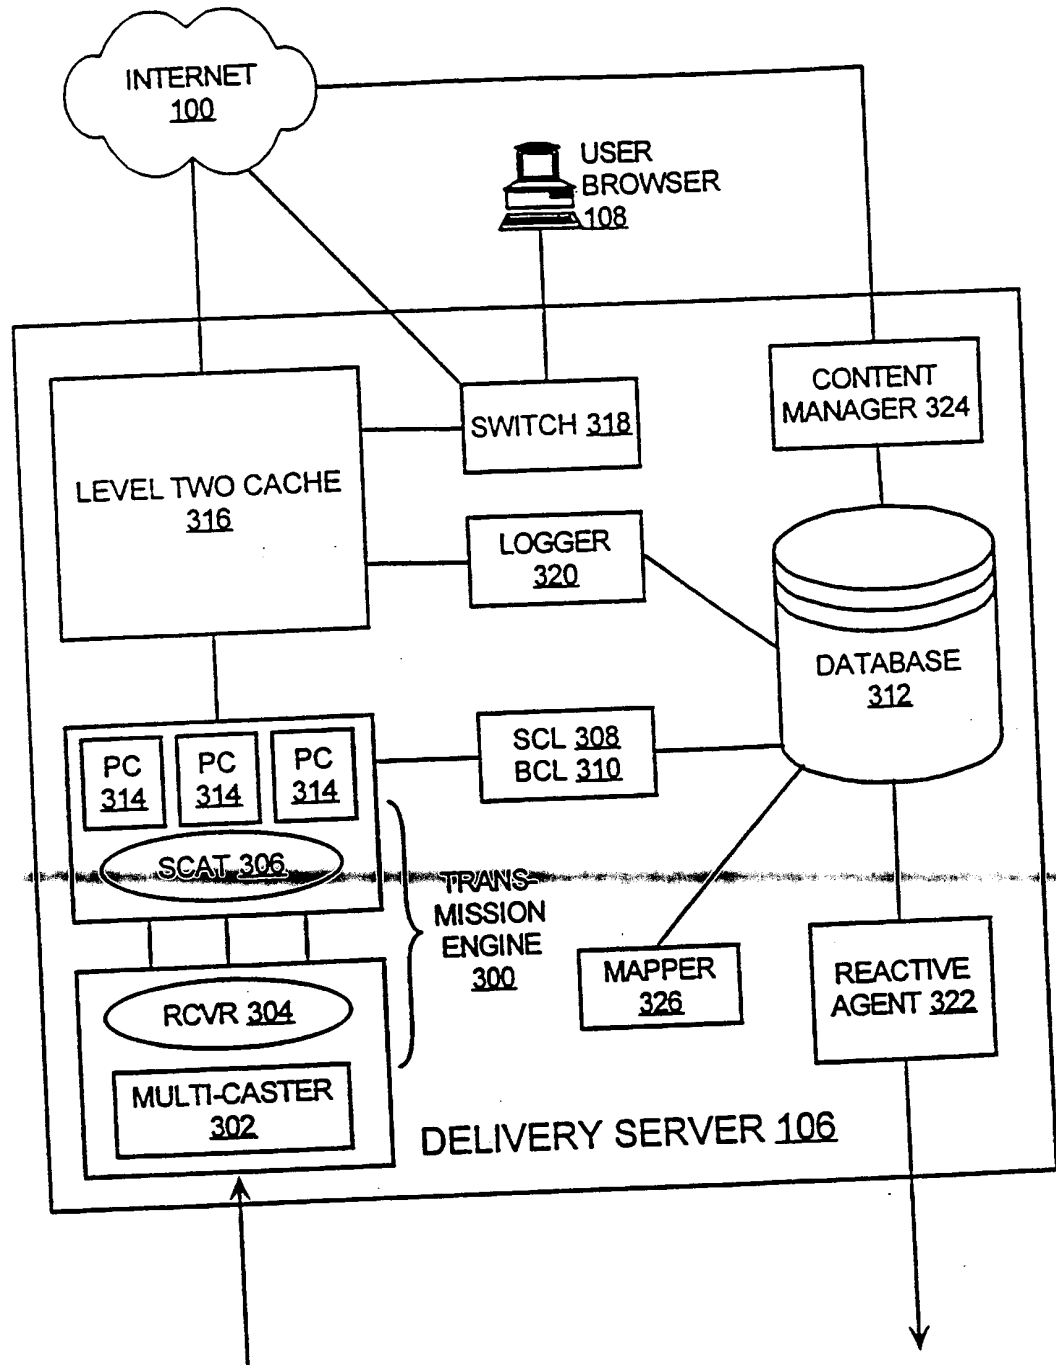 INTERNET
100
USER
BROWSER
108
CONTENT
MANAGER 324
SWITCH 318
LEVEL TWO CACHE
316
LOGGER
320
DATABASE
312
SCL 308
BCL 310
PC
314
PC
314
PC
314
SCAT 306
TRANS-
MISSION
ENGINE
300
MAPPER
326
REACTIVE
AGENT 322
RCVR 304
MULTI-CASTER
302
DELIVERY SERVER 106